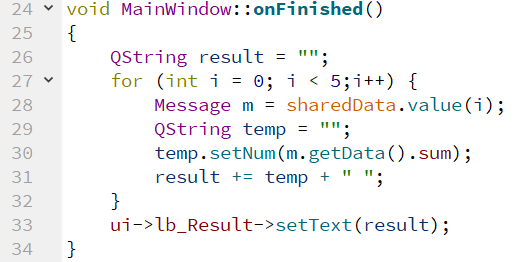 24 void MainWindow::onFinished()
25 {
26     QString result = "";
27     for (int i = 0; i < 5;i++) {
28         Message m = sharedData.value(i);
29         QString temp = "";
30         temp.setNum(m.getData().sum);
31         result += temp + " ";
32     }
33     ui->lb_Result->setText(result);
34 }